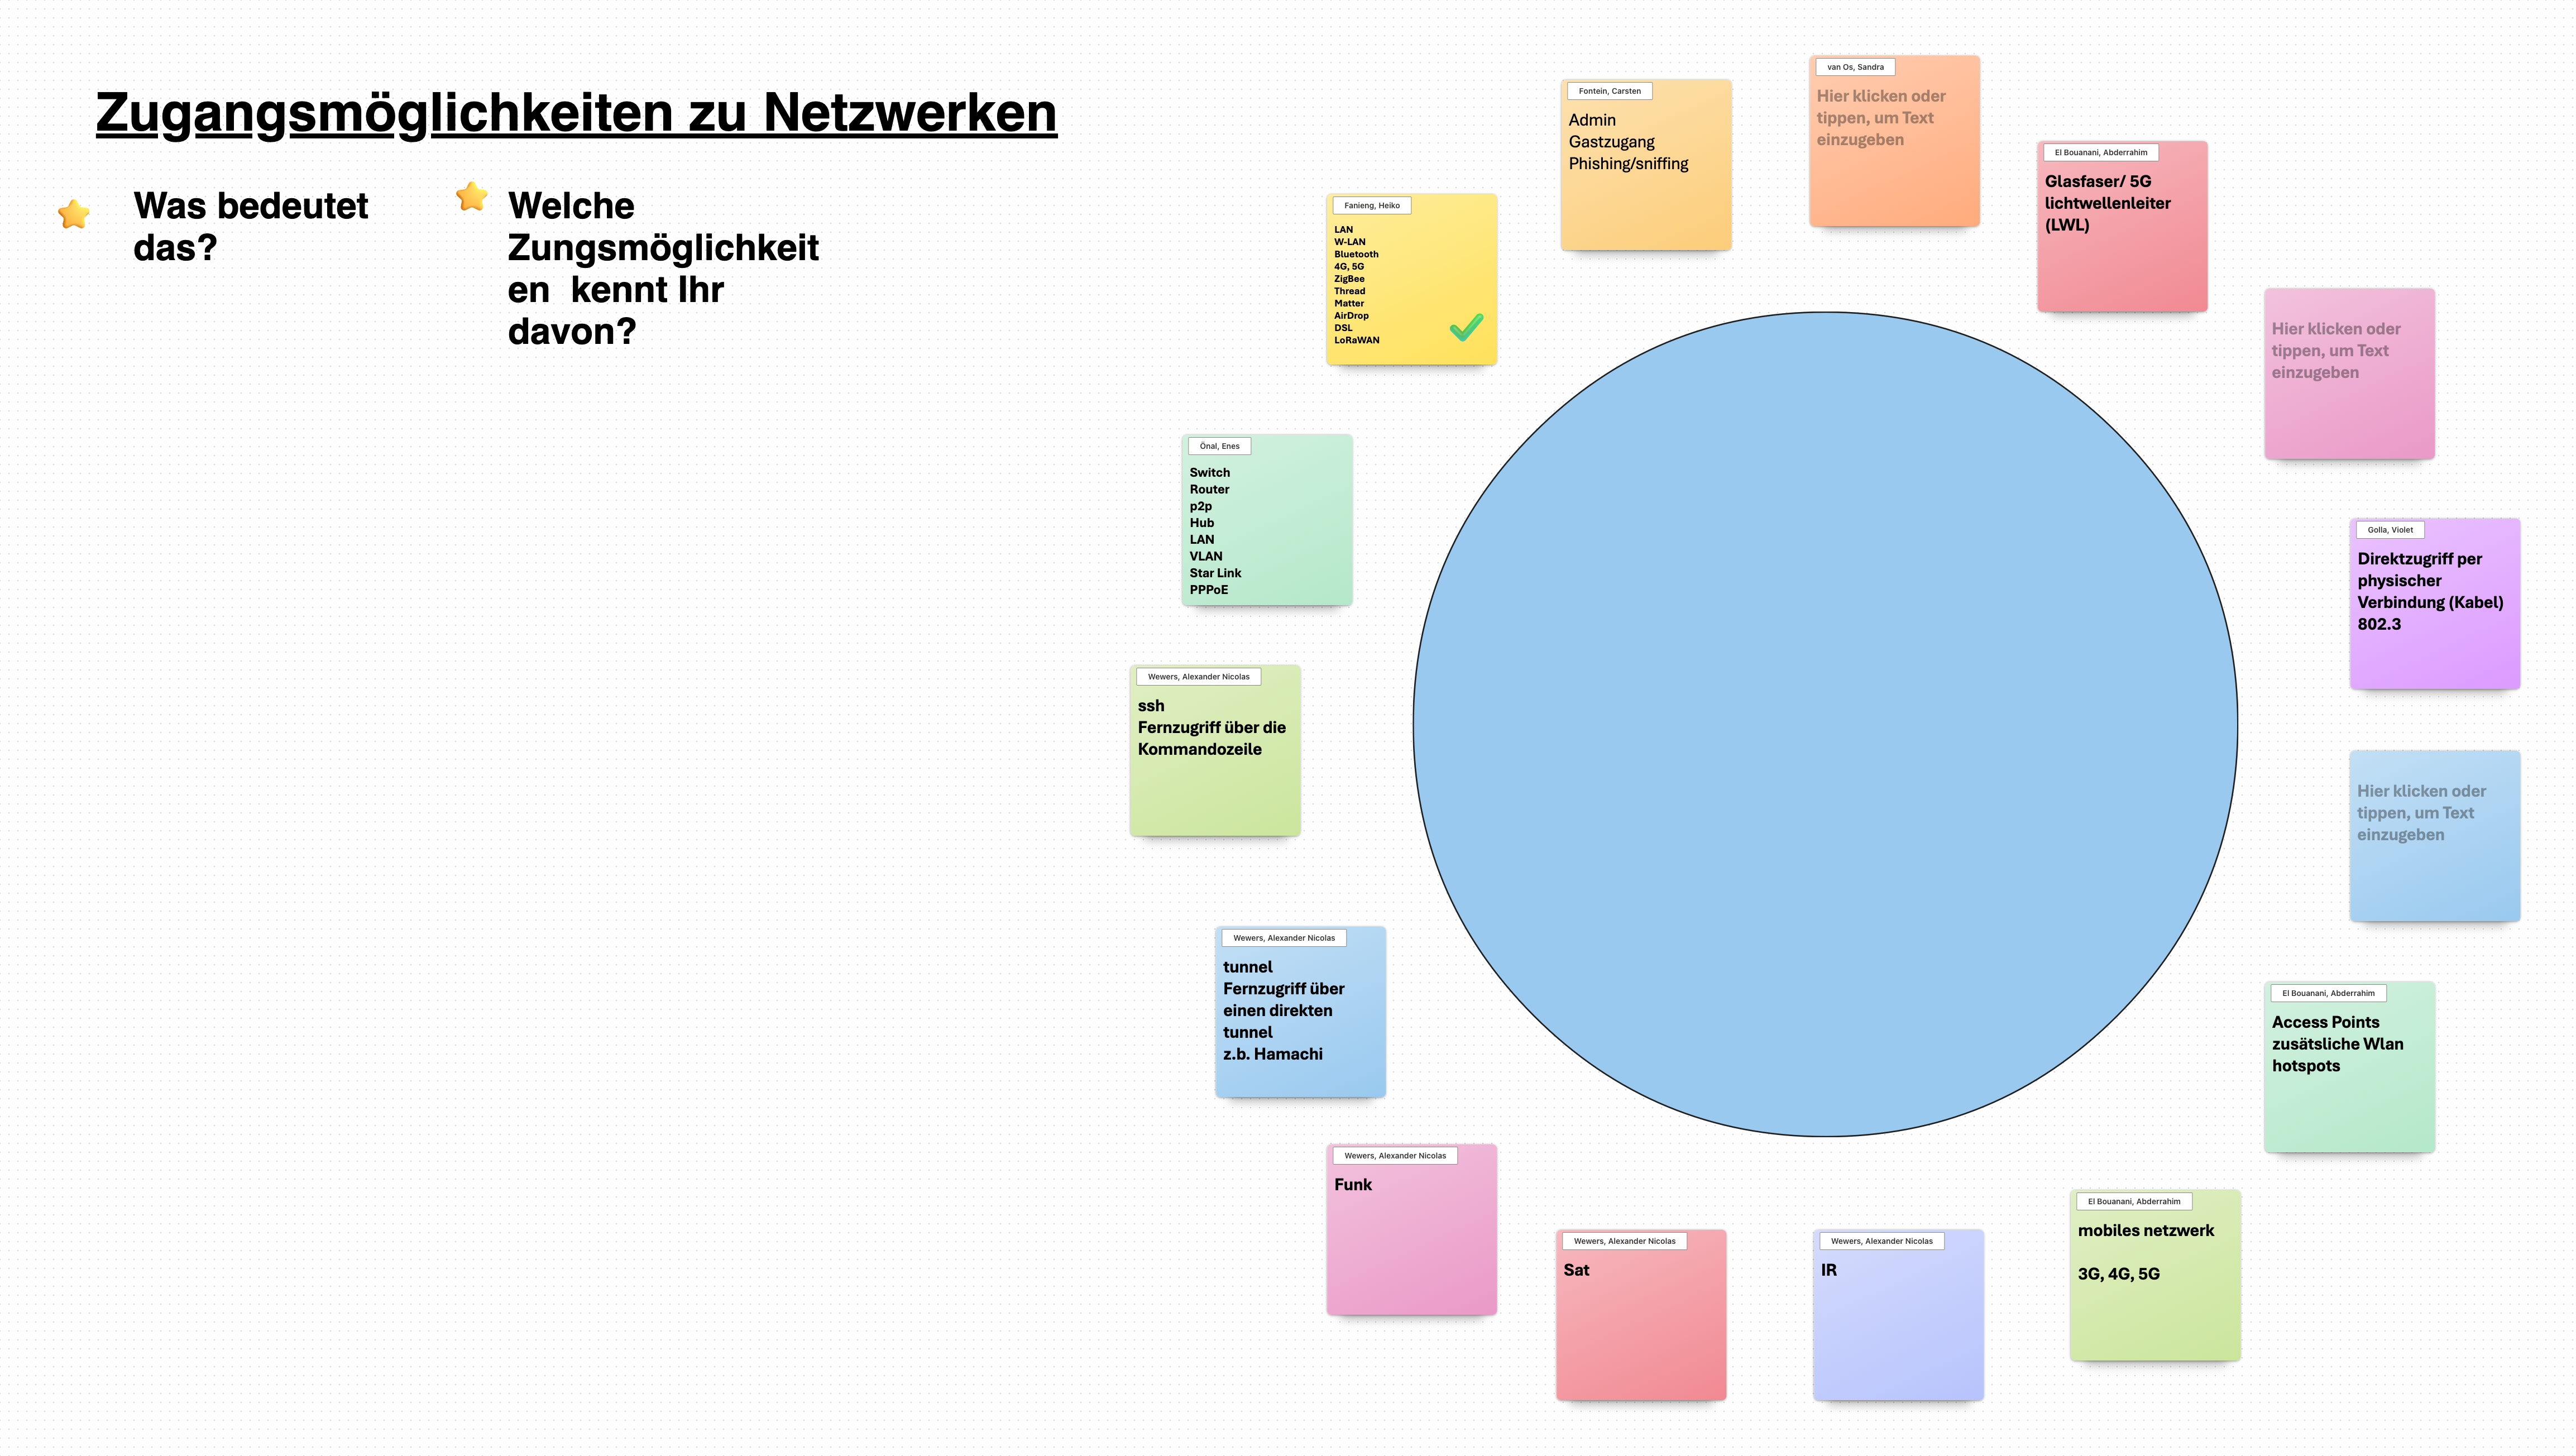 Zugangsmöglichkeiten zu Netzwerken
Was bedeutet
das?
Welche
Zungsmöglichkeit
en kennt Ihr
davon?
Fanieng, Heiko
LAN
W-LAN
Bluetooth
4G, 5G
ZigBee
Thread
Matter
AirDrop
DSL
LoRaWAN
Fontein, Carsten
Admin
Gastzugang
Phishing/sniffing
van Os, Sandra
Hier klicken oder
tippen, um Text
einzugeben
El Bouanani, Abderrahim
Glasfaser/ 5G
lichtwellenleiter
(LWL)
Hier klicken oder
tippen, um Text
einzugeben
Golla, Violet
Direktzugriff per
physischer
Verbindung (Kabel)
802.3
Hier klicken oder
tippen, um Text
einzugeben
El Bouanani, Abderrahim
Access Points
zusätsliche Wlan
hotspots
El Bouanani, Abderrahim
mobiles netzwerk
3G, 4G, 5G
Wewers, Alexander Nicolas
IR
Wewers, Alexander Nicolas
Sat
Wewers, Alexander Nicolas
Funk
Wewers, Alexander Nicolas
tunnel
Fernzugriff über
einen direkten
tunnel
z.b. Hamachi
Wewers, Alexander Nicolas
ssh
Fernzugriff über die
Kommandozeile
Önal, Enes
Switch
Router
p2p
Hub
LAN
VLAN
Star Link
PPPoE